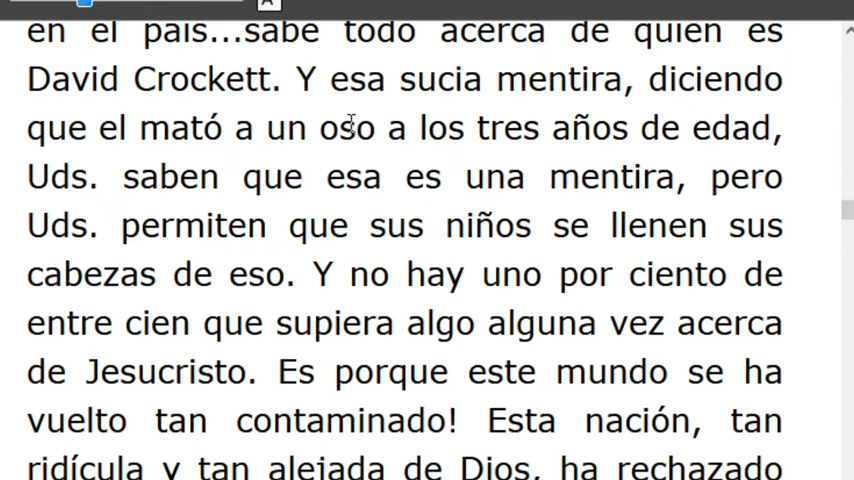 en el país...sabe todo acerca de quién es
David Crockett. Y esa sucia mentira, diciendo
que el mató a un oso a los tres años de edad,
Uds. saben que esa es una mentira, pero
Uds. permiten que sus niños se llenen sus
cabezas de eso. Y no hay uno por ciento de
entre cien que supiera algo alguna vez acerca
de Jesucristo. Es porque este mundo se ha
vuelto tan contaminado! Esta nación, tan
ridícula y tan alejada de Dios, ha rechazado